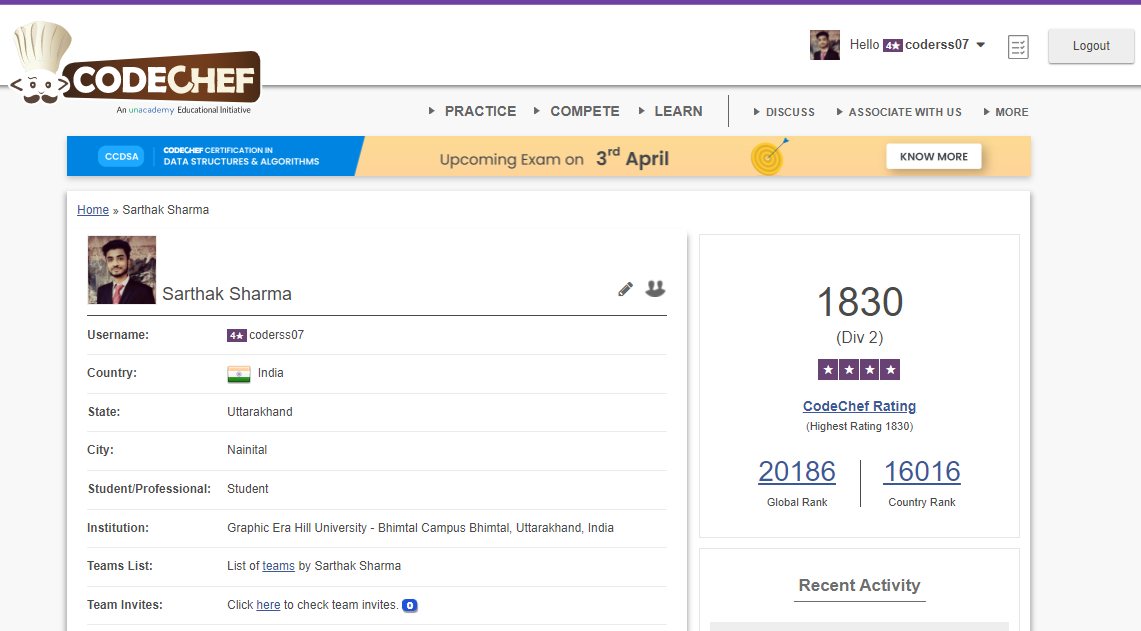 Hello 4★ coderss07
Logout
CODECHEF
An unacademy Educational Initiative
PRACTICE COMPETE LEARN DISCUSS ASSOCIATE WITH US MORE
CCDSA
CODECHEF CERTIFICATION IN
DATA STRUCTURES & ALGORITHMS
Upcoming Exam on 3rd April
KNOW MORE
Home » Sarthak Sharma
Sarthak Sharma
Username: 4★ coderss07
Country: India
State: Uttarakhand
City: Nainital
Student/Professional: Student
Institution: Graphic Era Hill University - Bhimtal Campus Bhimtal, Uttarakhand, India
Teams List: List of teams by Sarthak Sharma
Team Invites: Click here to check team invites. 0
1830
(Div 2)
★ ★ ★ ★
CodeChef Rating
(Highest Rating 1830)
20186 16016
Global Rank Country Rank
Recent Activity